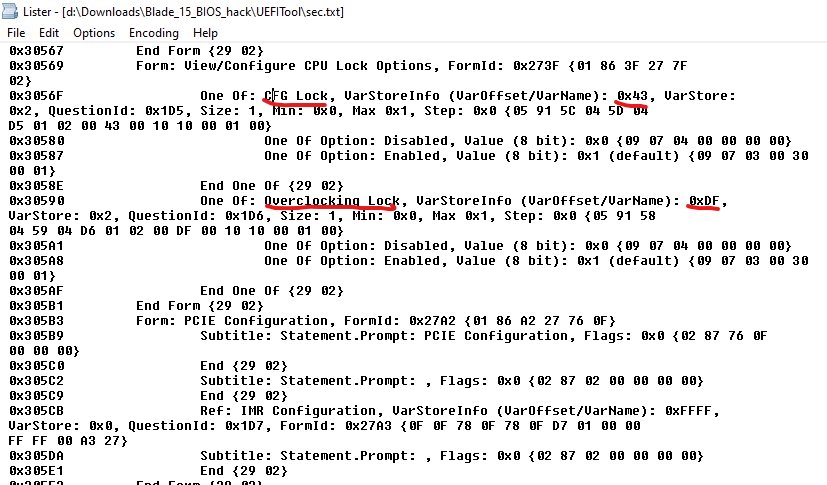 Lister - [d:\Downloads\Blade_15_BIOS_hack\UEFITool\sec.txt]
File Edit Options Encoding Help
0x30567 End Form {29 02}
0x30569 Form: View/Configure CPU Lock Options, FormId: 0x273F {01 86 3F 27 7F
02}
0x3056F One Of: CFG Lock, VarStoreInfo (VarOffset/VarName): 0x43, VarStore:
0x2, QuestionId: 0x1D5, Size: 1, Min: 0x0, Max 0x1, Step: 0x0 {05 91 5C 04 5D 04
D5 01 02 00 43 00 10 10 00 01 00}
0x30580 One Of Option: Disabled, Value (8 bit): 0x0 {09 07 04 00 00 00 00}
0x30587 One Of Option: Enabled, Value (8 bit): 0x1 (default) {09 07 03 00 30
00 01}
0x3058E End One Of {29 02}
0x30590 One Of: Overclocking Lock, VarStoreInfo (VarOffset/VarName): 0xDF,
VarStore: 0x2, QuestionId: 0x1D6, Size: 1, Min: 0x0, Max 0x1, Step: 0x0 {05 91 58
04 59 04 D6 01 02 00 DF 00 10 10 00 01 00}
0x305A1 One Of Option: Disabled, Value (8 bit): 0x0 {09 07 04 00 00 00 00}
0x305A8 One Of Option: Enabled, Value (8 bit): 0x1 (default) {09 07 03 00 30
00 01}
0x305AF End One Of {29 02}
0x305B1 End Form {29 02}
0x305B3 Form: PCIE Configuration, FormId: 0x27A2 {01 86 A2 27 76 0F}
0x305B9 Subtitle: Statement.Prompt: PCIE Configuration, Flags: 0x0 {02 87 76 0F
00 00 00}
0x305C0 End {29 02}
0x305C2 Subtitle: Statement.Prompt: , Flags: 0x0 {02 87 02 00 00 00 00}
0x305C9 End {29 02}
0x305CB Ref: IMR Configuration, VarStoreInfo (VarOffset/VarName): 0xFFFF,
VarStore: 0x0, QuestionId: 0x1D7, FormId: 0x27A3 {0F 0F 78 0F 78 0F D7 01 00 00
FF FF 00 A3 27}
0x305DA Subtitle: Statement.Prompt: , Flags: 0x0 {02 87 02 00 00 00 00}
0x305E1 End {29 02}
End Form {29 02}